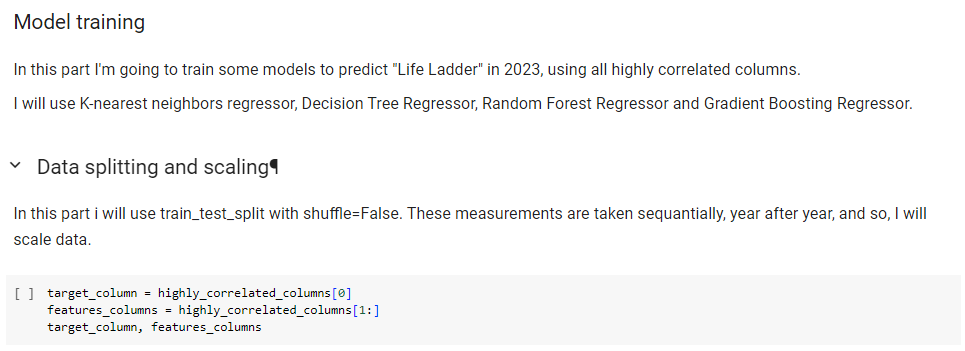 Model training
In this part I'm going to train some models to predict "Life Ladder" in 2023, using all highly correlated columns.
I will use K-nearest neighbors regressor, Decision Tree Regressor, Random Forest Regressor and Gradient Boosting Regressor.
Data splitting and scaling¶
In this part i will use train_test_split with shuffle=False. These measurements are taken sequantially, year after year, and so, I will
scale data.
[ ] target_column = highly_correlated_columns[0]
features_columns = highly_correlated_columns[1:]
target_column, features_columns